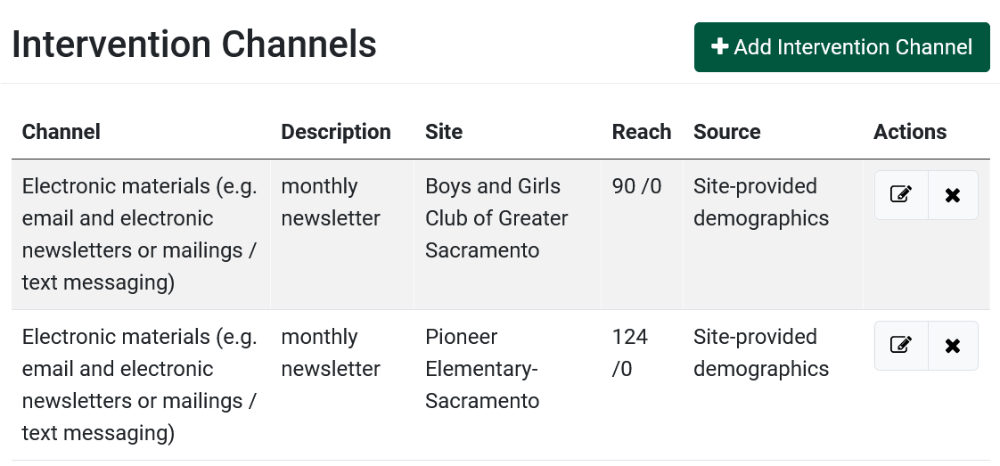 Intervention Channels
Add Intervention Channel
Channel Description Site Reach Source Actions
Electronic materials (e.g. email and electronic newsletters or mailings / text messaging)
monthly newsletter
Boys and Girls Club of Greater Sacramento
90 /0
Site-provided demographics
Electronic materials (e.g. email and electronic newsletters or mailings / text messaging)
monthly newsletter
Pioneer Elementary-Sacramento
124 /0
Site-provided demographics